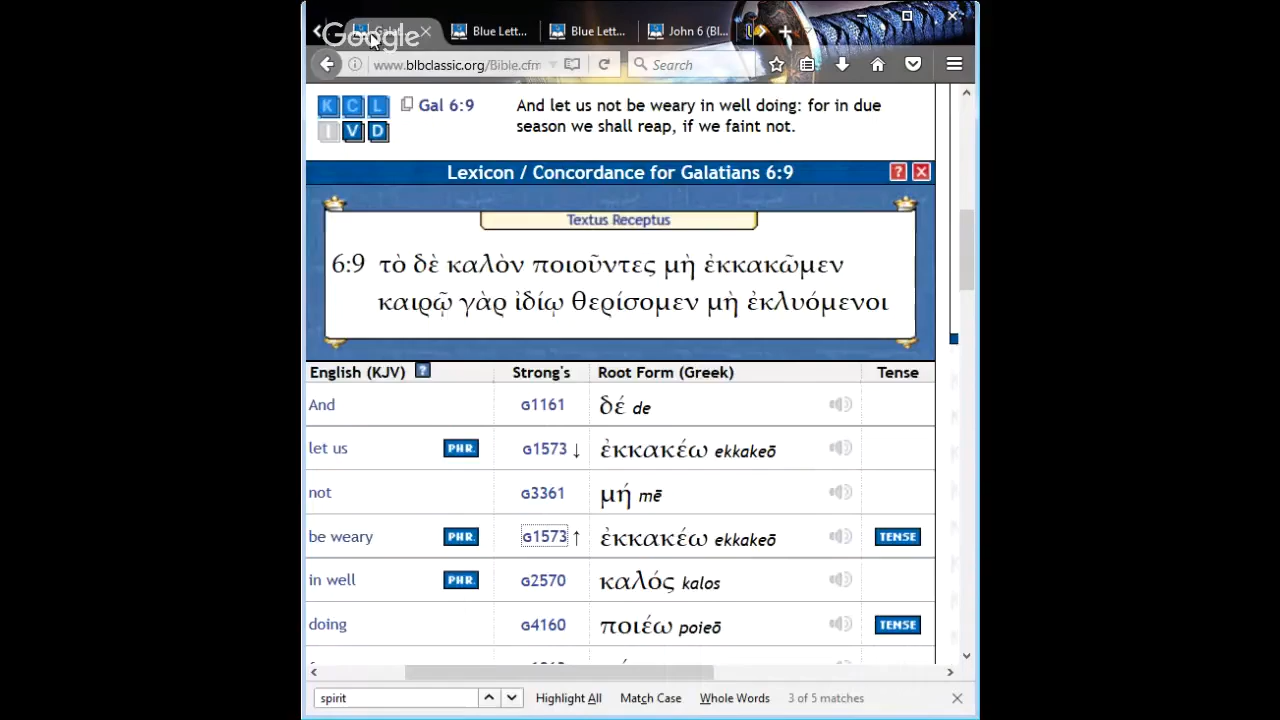 Google
Blue Lett...
Blue Lett...
John 6 (Bl...
www.blbclassic.org/Bible.cfm
Search
K C L
I V D
Gal 6:9
And let us not be weary in well doing: for in due
season we shall reap, if we faint not.
Lexicon / Concordance for Galatians 6:9
Textus Receptus
6:9 τὸ δὲ καλὸν ποιοῦντες μὴ ἐκκακῶμεν
καιρῷ γὰρ ἰδίῳ θερίσομεν μὴ ἐκλυόμενοι
English (KJV) ? Strong's Root Form (Greek) Tense
And G1161 δέ de
let us PHR. G1573 ↓ ἐκκακέω ekkakeō
not G3361 μή mē
be weary PHR. G1573 ↑ ἐκκακέω ekkakeō TENSE
in well PHR. G2570 καλός kalos
doing G4160 ποιέω poieō TENSE
spirit Highlight All Match Case Whole Words 3 of 5 matches